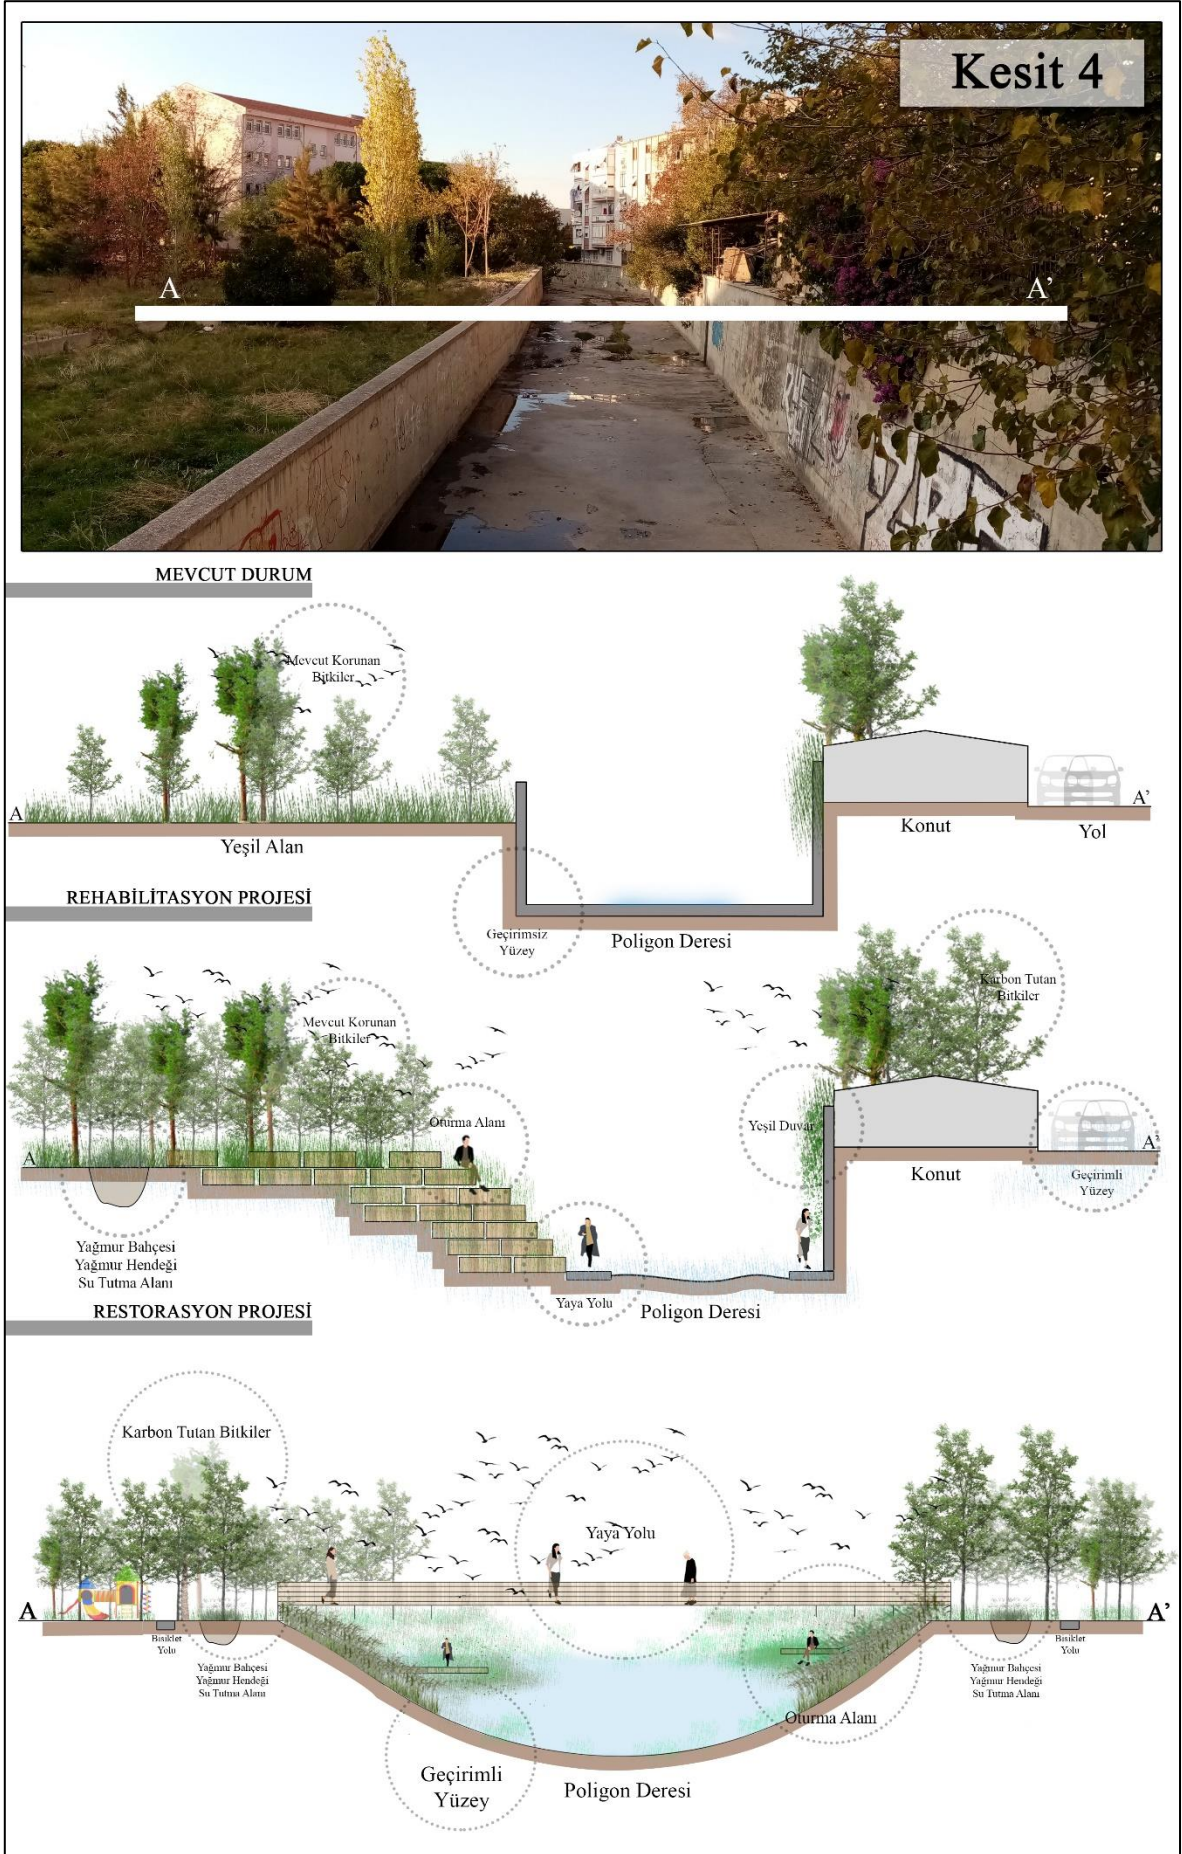 Kesit 4
A
A'
MEVCUT DURUM
Mevcut Korunan
Bitkiler
A
A'
Yeşil Alan
Konut
Yol
Geçirimsiz
Yüzey
Poligon Deresi
REHABİLİTASYON PROJESİ
Karbon Tutan
Bitkiler
Mevcut Korunan
Bitkiler
Oturma Alanı
Yeşil Duvar
A
A'
Konut
Geçirimli
Yüzey
Yağmur Bahçesi
Yağmur Hendeği
Su Tutma Alanı
Yaya Yolu
Poligon Deresi
RESTORASYON PROJESİ
Karbon Tutan Bitkiler
Yaya Yolu
A
A'
Bisiklet
Yolu
Yağmur Bahçesi
Yağmur Hendeği
Su Tutma Alanı
Yağmur Bahçesi
Yağmur Hendeği
Su Tutma Alanı
Bisiklet
Yolu
Oturma Alanı
Geçirimli
Yüzey
Poligon Deresi